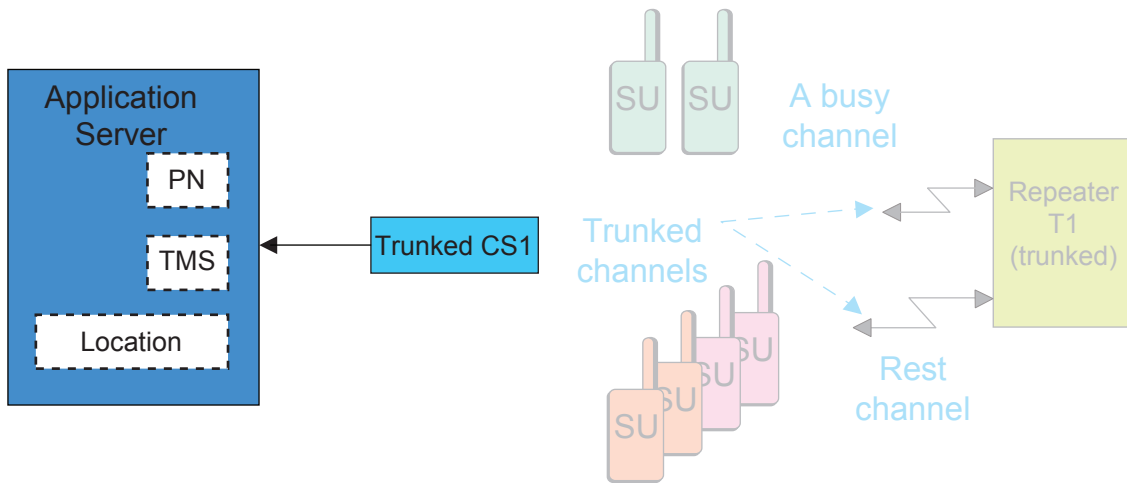 Application
Server
PN
TMS
Location
Trunked CS1
SU
SU
A busy
channel
Trunked
channels
Repeater
T1
(trunked)
Rest
channel
SU
SU
SU
SU